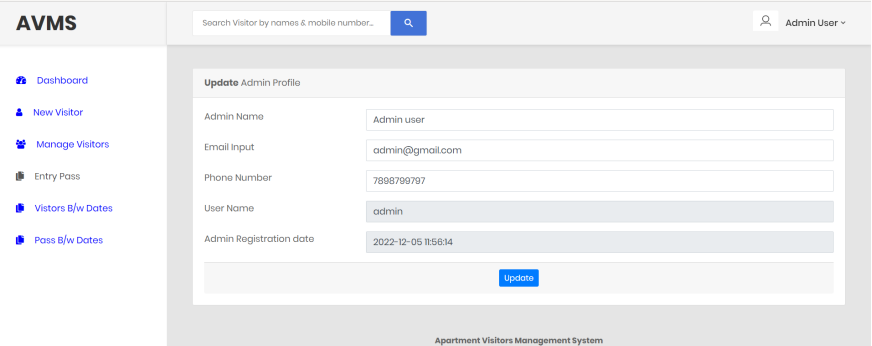 AVMS
Search Visitor by names & mobile number...
Admin User
Dashboard
New Visitor
Manage Visitors
Entry Pass
Vistors B/w Dates
Pass B/w Dates
Update Admin Profile
Admin Name
Admin user
Email Input
admin@gmail.com
Phone Number
7898799797
User Name
admin
Admin Registration date
2022-12-05 11:56:14
Update
Apartment Visitors Management System